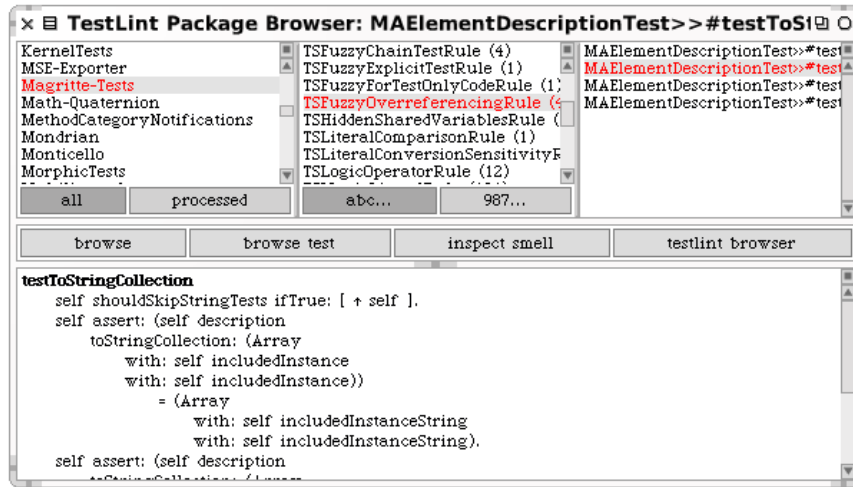 TestLint Package Browser: MAElementDescriptionTest>>#testToSt
KernelTests
MSE-Exporter
Magritte-Tests
Math-Quaternion
MethodCategoryNotifications
Mondrian
Monticello
MorphicTests
all processed
TSFuzzyChainTestRule (4)
TSFuzzyExplicitTestRule (1)
TSFuzzyForTestOnlyCodeRule (1)
TSFuzzyOverreferencingRule (4
TSHiddenSharedVariablesRule (
TSLiteralComparisonRule (1)
TSLiteralConversionSensitivityR
TSLogicOperatorRule (12)
abc... 987...
MAElementDescriptionTest>>#test
MAElementDescriptionTest>>#test
MAElementDescriptionTest>>#test
MAElementDescriptionTest>>#test
browse browse test inspect smell testlint browser
testToStringCollection
self shouldSkipStringTests ifTrue: [ ↑ self ].
self assert: (self description
toStringCollection: (Array
with: self includedInstance
with: self includedInstance))
= (Array
with: self includedInstanceString
with: self includedInstanceString).
self assert: (self description